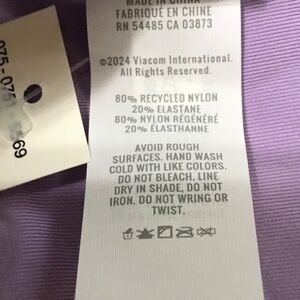 MADE IN CHINA
FABRIQUÉ EN CHINE
RN 54485 CA 03873
©2024 Viacom International.
All Rights Reserved.
80% RECYCLED NYLON
20% ELASTANE
80% NYLON RÉGÉNÉRÉ
20% ÉLASTHANNE
AVOID ROUGH
SURFACES, HAND WASH
COLD WITH LIKE COLORS.
DO NOT BLEACH, LINE
DRY IN SHADE, DO NOT
IRON. DO NOT WRING OR
TWIST.